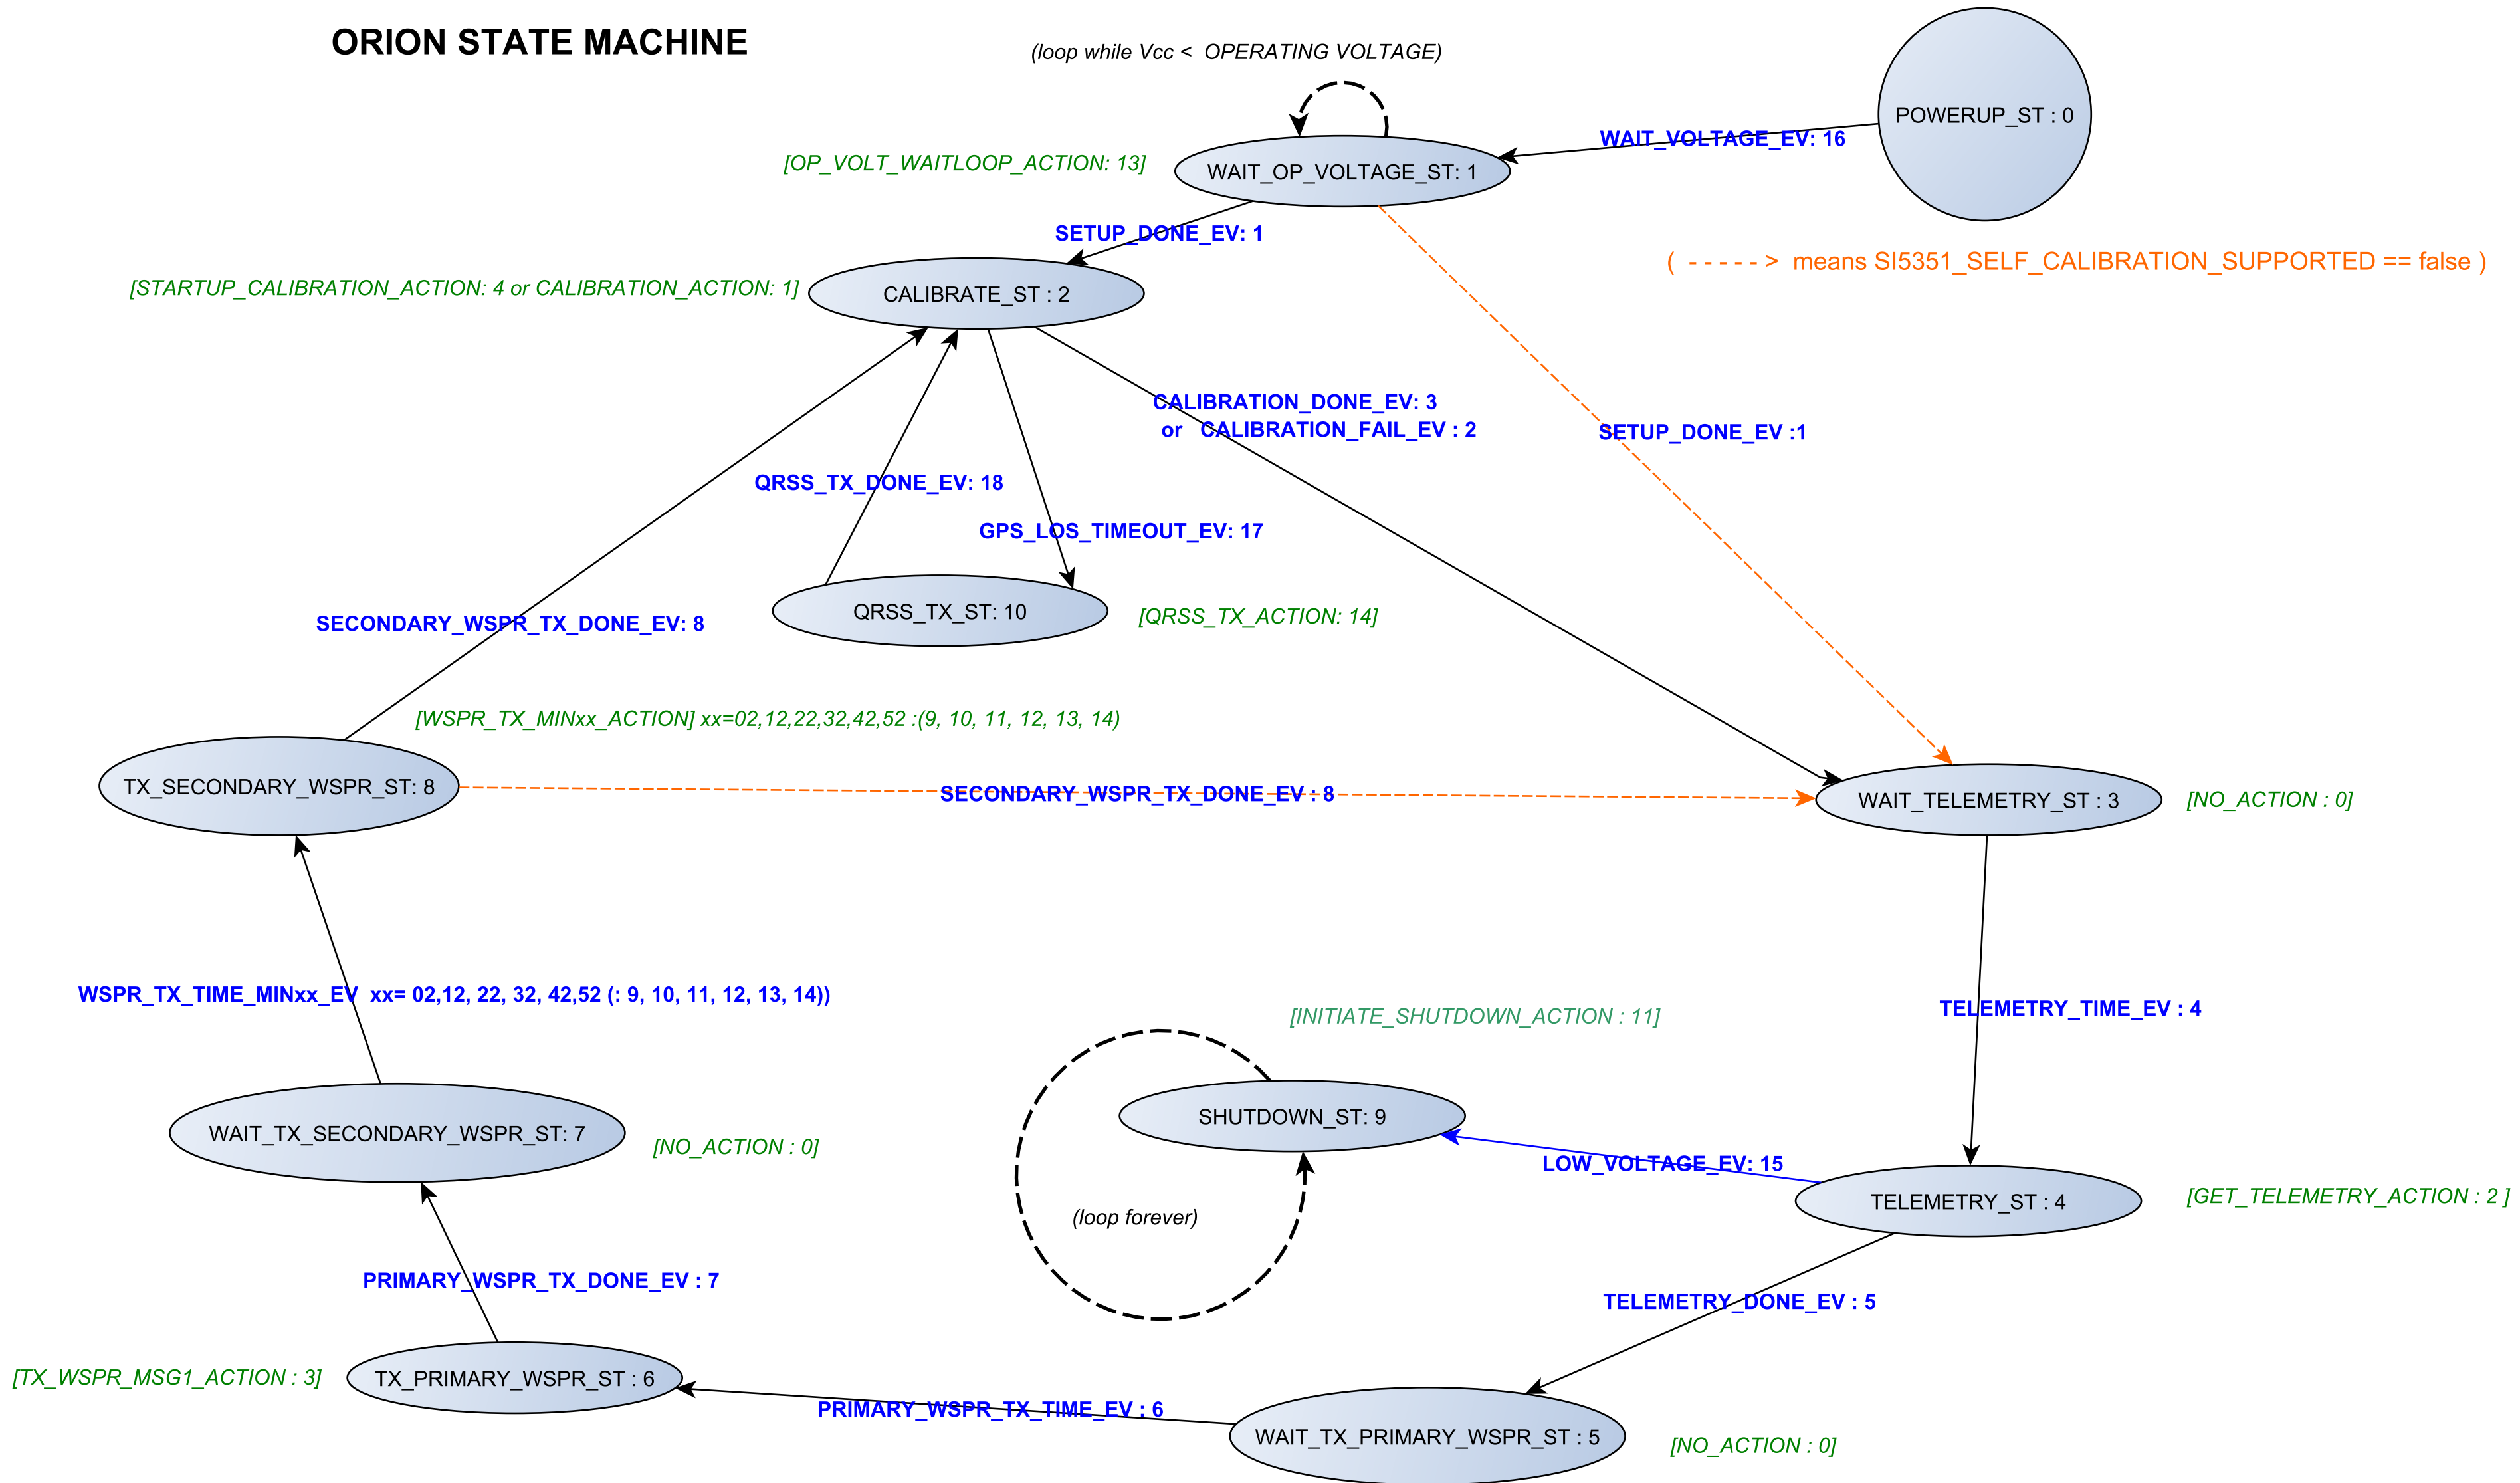 ORION STATE MACHINE
(loop while Vcc <  OPERATING VOLTAGE)
POWERUP_ST : 0
WAIT_VOLTAGE_EV: 16
[OP_VOLT_WAITLOOP_ACTION: 13]
WAIT_OP_VOLTAGE_ST: 1
SETUP_DONE_EV: 1
(  - - - - - >  means SI5351_SELF_CALIBRATION_SUPPORTED == false )
[STARTUP_CALIBRATION_ACTION: 4 or CALIBRATION_ACTION: 1]
CALIBRATE_ST : 2
CALIBRATION_DONE_EV: 3
or   CALIBRATION_FAIL_EV : 2
SETUP_DONE_EV :1
QRSS_TX_DONE_EV: 18
GPS_LOS_TIMEOUT_EV: 17
QRSS_TX_ST: 10
[QRSS_TX_ACTION: 14]
SECONDARY_WSPR_TX_DONE_EV: 8
[WSPR_TX_MINxx_ACTION] xx=02,12,22,32,42,52 :(9, 10, 11, 12, 13, 14)
TX_SECONDARY_WSPR_ST: 8
SECONDARY_WSPR_TX_DONE_EV : 8
WAIT_TELEMETRY_ST : 3
[NO_ACTION : 0]
WSPR_TX_TIME_MINxx_EV  xx= 02,12, 22, 32, 42,52 (: 9, 10, 11, 12, 13, 14))
[INITIATE_SHUTDOWN_ACTION : 11]
TELEMETRY_TIME_EV : 4
SHUTDOWN_ST: 9
WAIT_TX_SECONDARY_WSPR_ST: 7
[NO_ACTION : 0]
LOW_VOLTAGE_EV: 15
TELEMETRY_ST : 4
[GET_TELEMETRY_ACTION : 2 ]
(loop forever)
PRIMARY_WSPR_TX_DONE_EV : 7
TELEMETRY_DONE_EV : 5
[TX_WSPR_MSG1_ACTION : 3]
TX_PRIMARY_WSPR_ST : 6
PRIMARY_WSPR_TX_TIME_EV : 6
WAIT_TX_PRIMARY_WSPR_ST : 5
[NO_ACTION : 0]